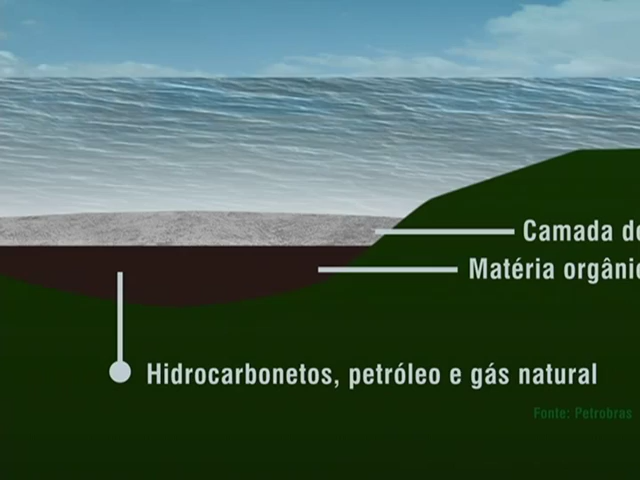 Camada de
Matéria orgânic
Hidrocarbonetos, petróleo e gás natural
Fonte: Petrobras